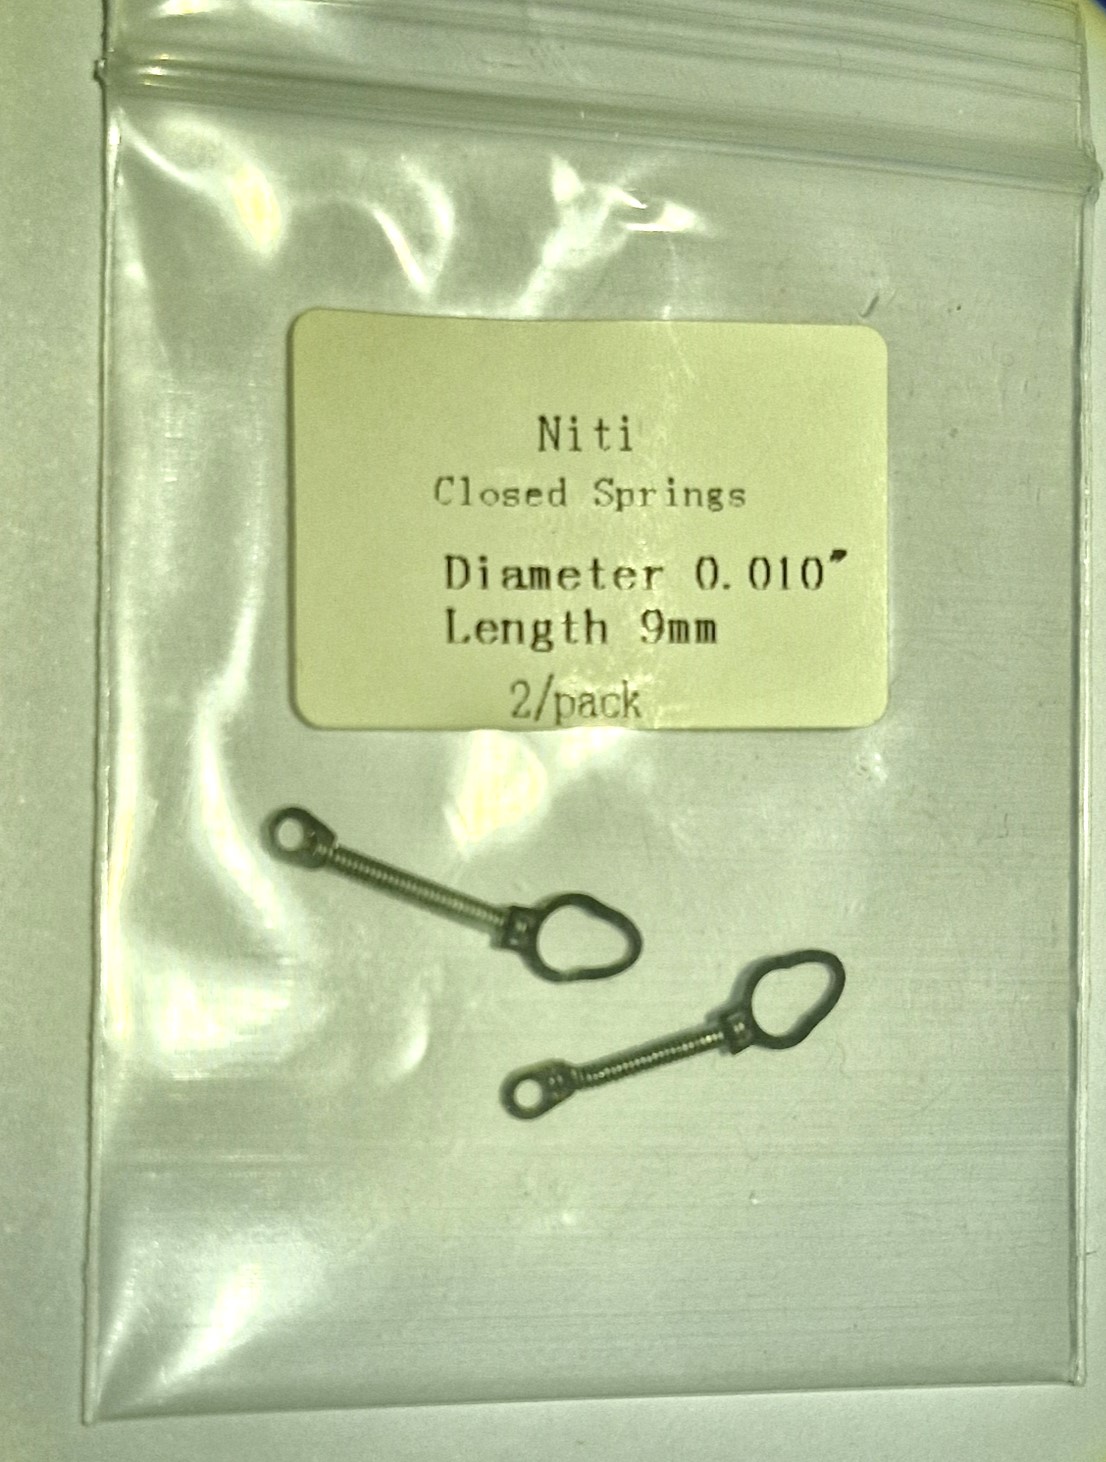 Niti
Closed Springs
Diameter 0.010"
Length 9mm
2/pack